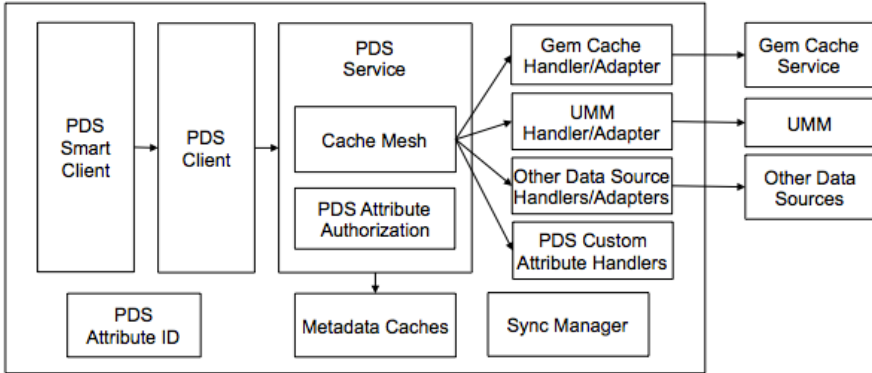 PDS
Smart
Client
PDS
Client
PDS
Service
Cache Mesh
PDS Attribute
Authorization
Gem Cache
Handler/Adapter
UMM
Handler/Adapter
Other Data Source
Handlers/Adapters
PDS Custom
Attribute Handlers
Gem Cache
Service
UMM
Other Data
Sources
PDS
Attribute ID
Metadata Caches
Sync Manager